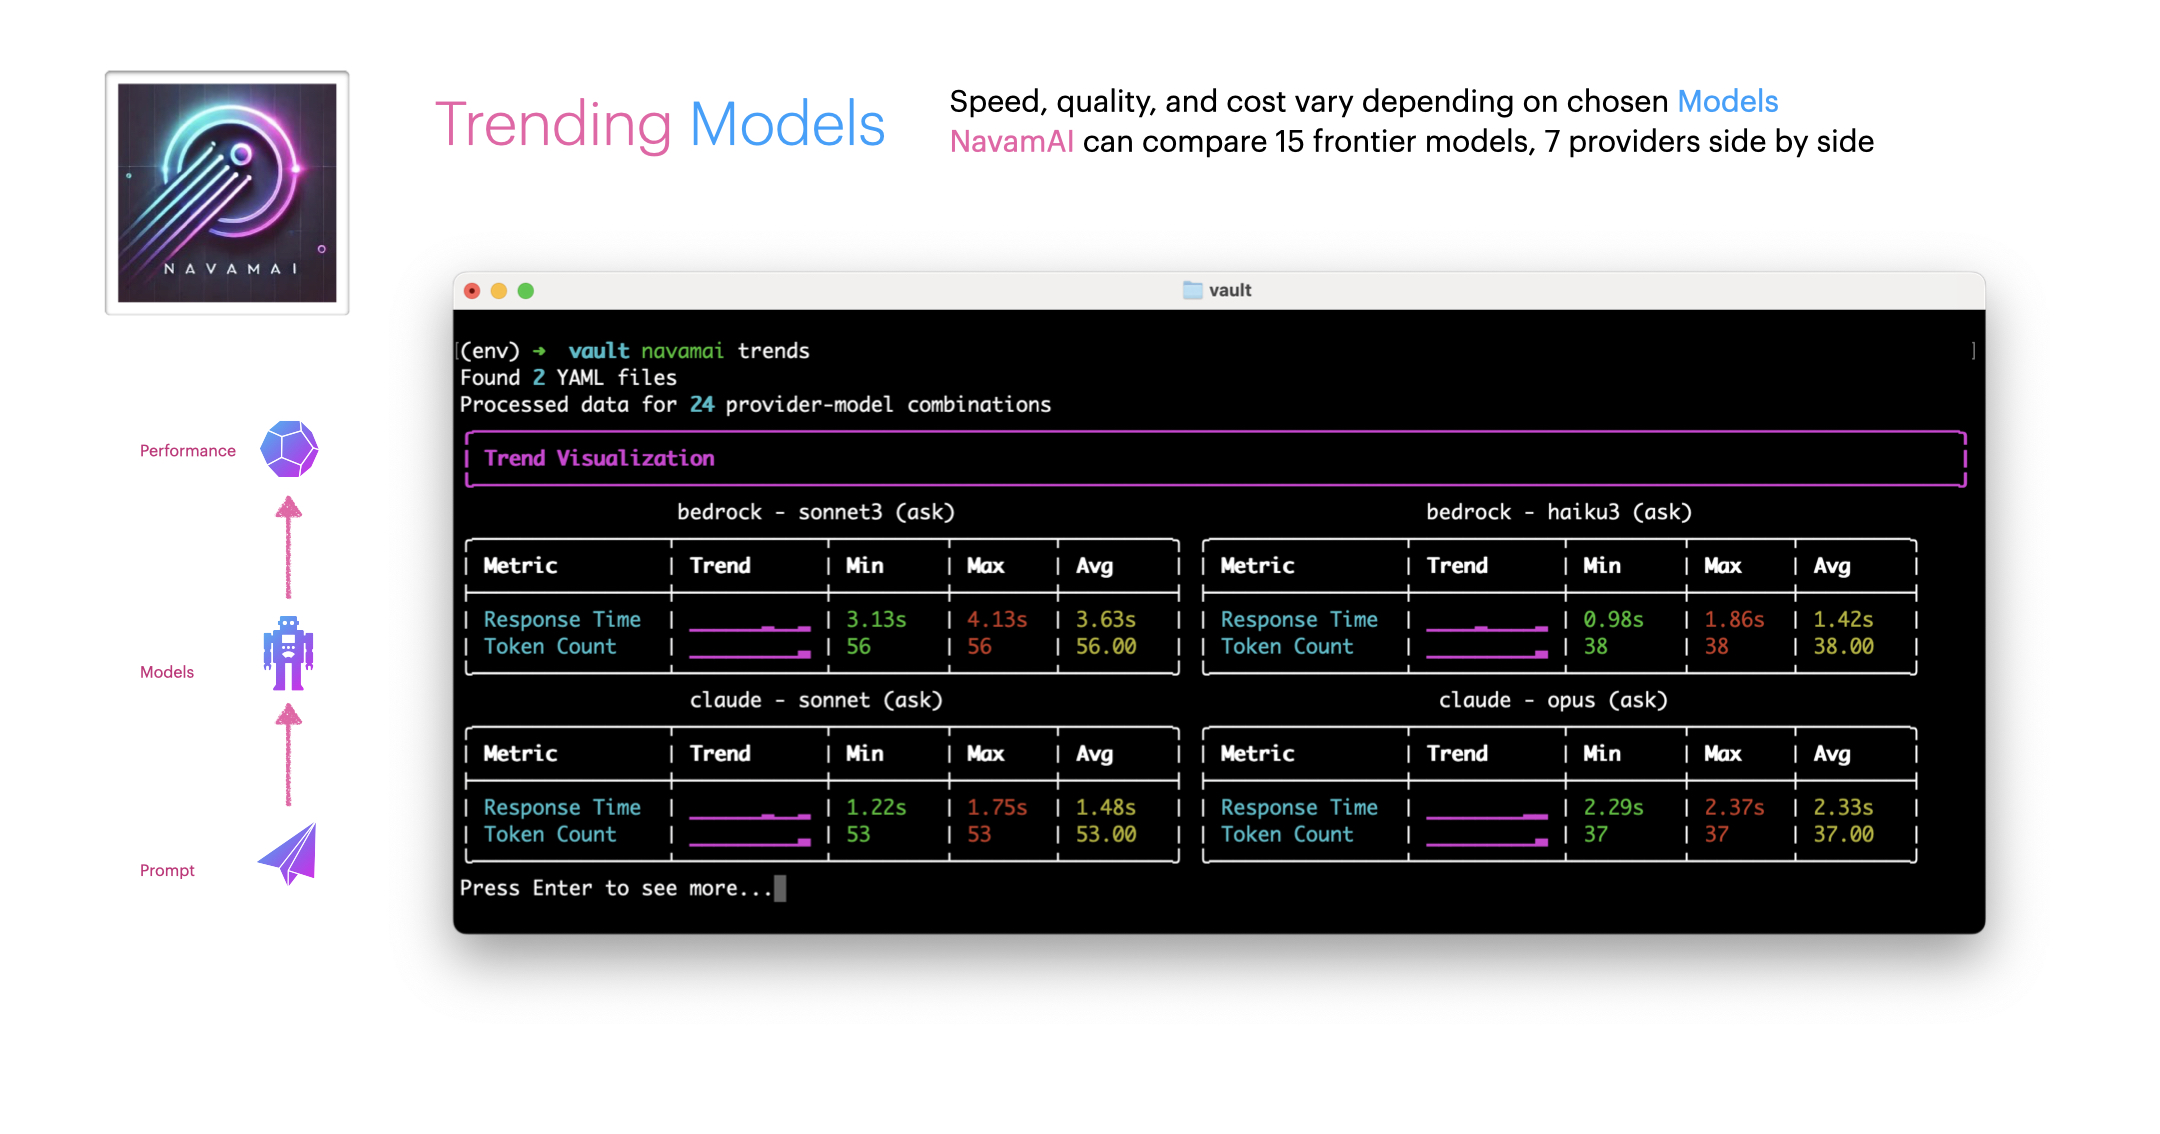 NAVAMAI
Trending Models
Speed, quality, and cost vary depending on chosen Models
NavamAI can compare 15 frontier models, 7 providers side by side
Performance
Models
Prompt
vault
[(env) ➜ vault navamai trends ]
Found 2 YAML files
Processed data for 24 provider-model combinations
Trend Visualization
bedrock - sonnet3 (ask)
Metric Trend Min Max Avg
Response Time 3.13s 4.13s 3.63s
Token Count 56 56 56.00
bedrock - haiku3 (ask)
Metric Trend Min Max Avg
Response Time 0.98s 1.86s 1.42s
Token Count 38 38 38.00
claude - sonnet (ask)
Metric Trend Min Max Avg
Response Time 1.22s 1.75s 1.48s
Token Count 53 53 53.00
claude - opus (ask)
Metric Trend Min Max Avg
Response Time 2.29s 2.37s 2.33s
Token Count 37 37 37.00
Press Enter to see more...